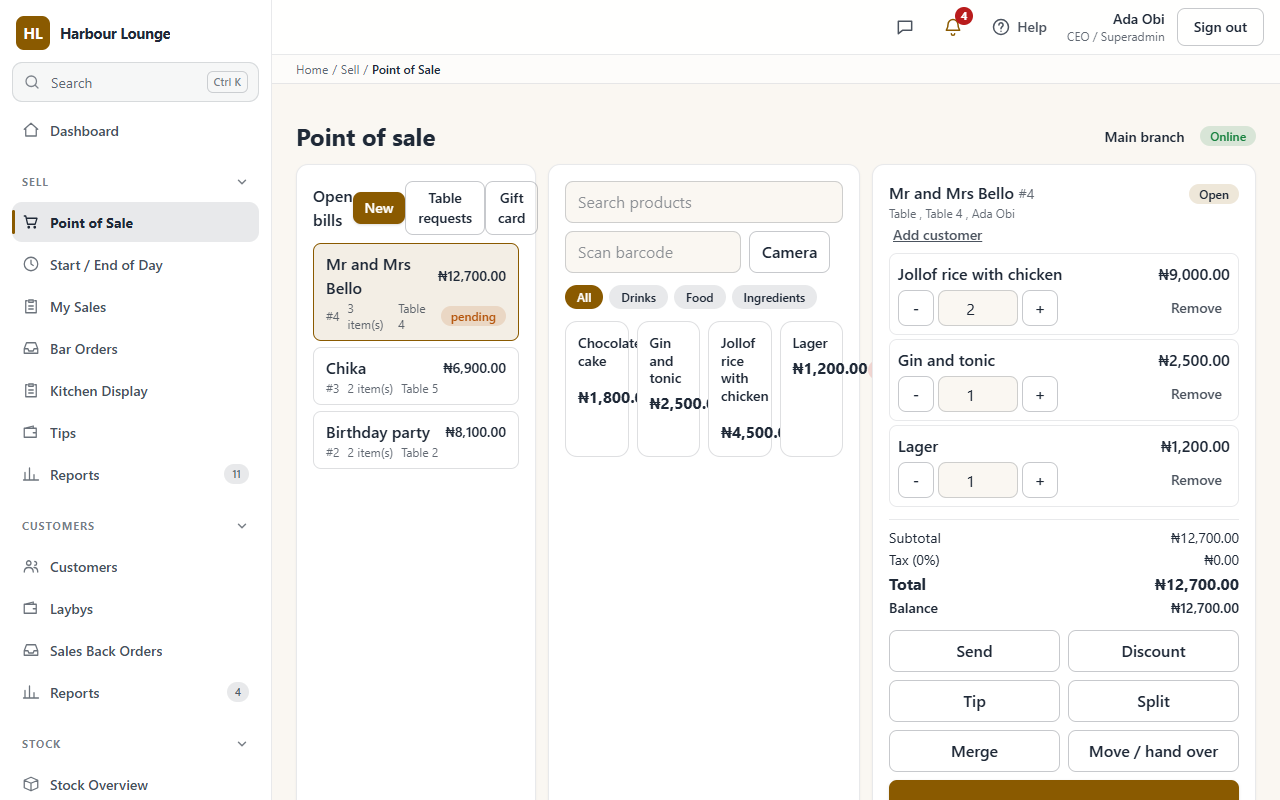 HL Harbour Lounge
Search Ctrl K
Dashboard
SELL
Point of Sale
Start / End of Day
My Sales
Bar Orders
Kitchen Display
Tips
Reports 11
CUSTOMERS
Customers
Laybys
Sales Back Orders
Reports 4
STOCK
Stock Overview
4
Help
Ada Obi
CEO / Superadmin
Sign out
Home / Sell / Point of Sale
Point of sale
Main branch Online
Open
bills
New
Table
requests
Gift
card
Mr and Mrs
Bello
₦12,700.00
#4
3
item(s)
Table
4
pending
Chika ₦6,900.00
#3 2 item(s) Table 5
Birthday party ₦8,100.00
#2 2 item(s) Table 2
Search products
Scan barcode
Camera
All Drinks Food Ingredients
Chocolate
cake
₦1,800.0
Gin
and
tonic
₦2,500.0
Jollof
rice
with
chicken
₦4,500.0
Lager
₦1,200.00
Mr and Mrs Bello #4 Open
Table , Table 4 , Ada Obi
Add customer
Jollof rice with chicken ₦9,000.00
- 2 + Remove
Gin and tonic ₦2,500.00
- 1 + Remove
Lager ₦1,200.00
- 1 + Remove
Subtotal ₦12,700.00
Tax (0%) ₦0.00
Total ₦12,700.00
Balance ₦12,700.00
Send Discount
Tip Split
Merge Move / hand over